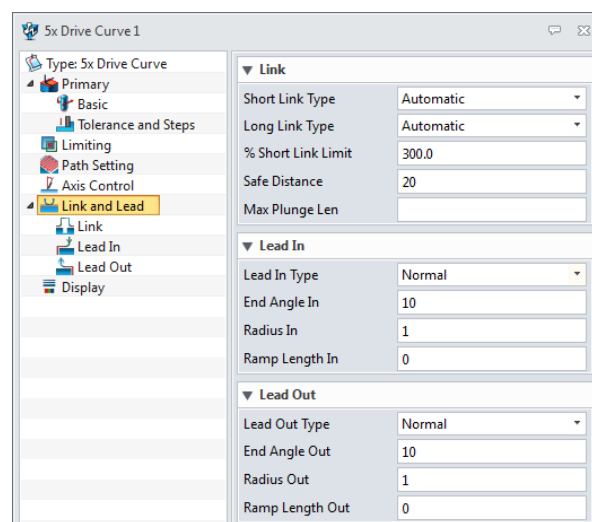 5x Drive Curve 1
Type: 5x Drive Curve
Primary
Basic
Tolerance and Steps
Limiting
Path Setting
Axis Control
Link and Lead
Link
Lead In
Lead Out
Display
Link
Short Link Type Automatic
Long Link Type Automatic
% Short Link Limit 300.0
Safe Distance 20
Max Plunge Len
Lead In
Lead In Type Normal
End Angle In 10
Radius In 1
Ramp Length In 0
Lead Out
Lead Out Type Normal
End Angle Out 10
Radius Out 1
Ramp Length Out 0